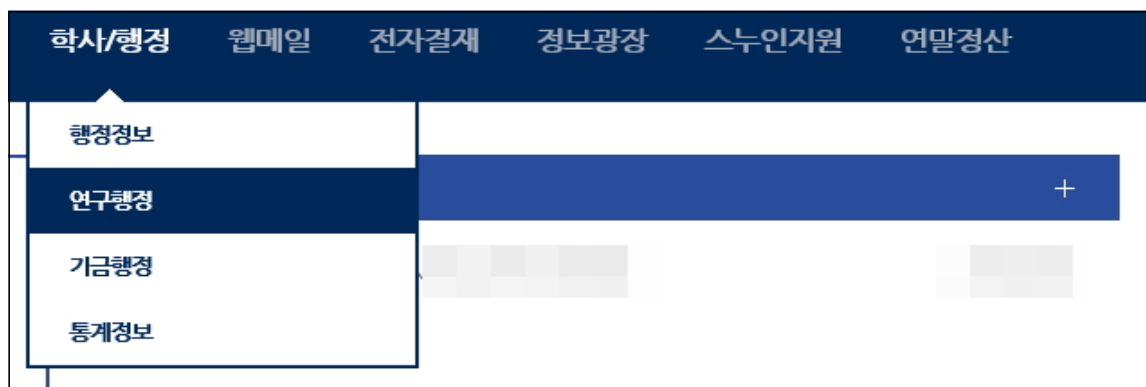 학사/행정 웹메일 전자결재 정보광장 스누인지원 연말정산
행정정보
연구행정
+
기금행정
통계정보